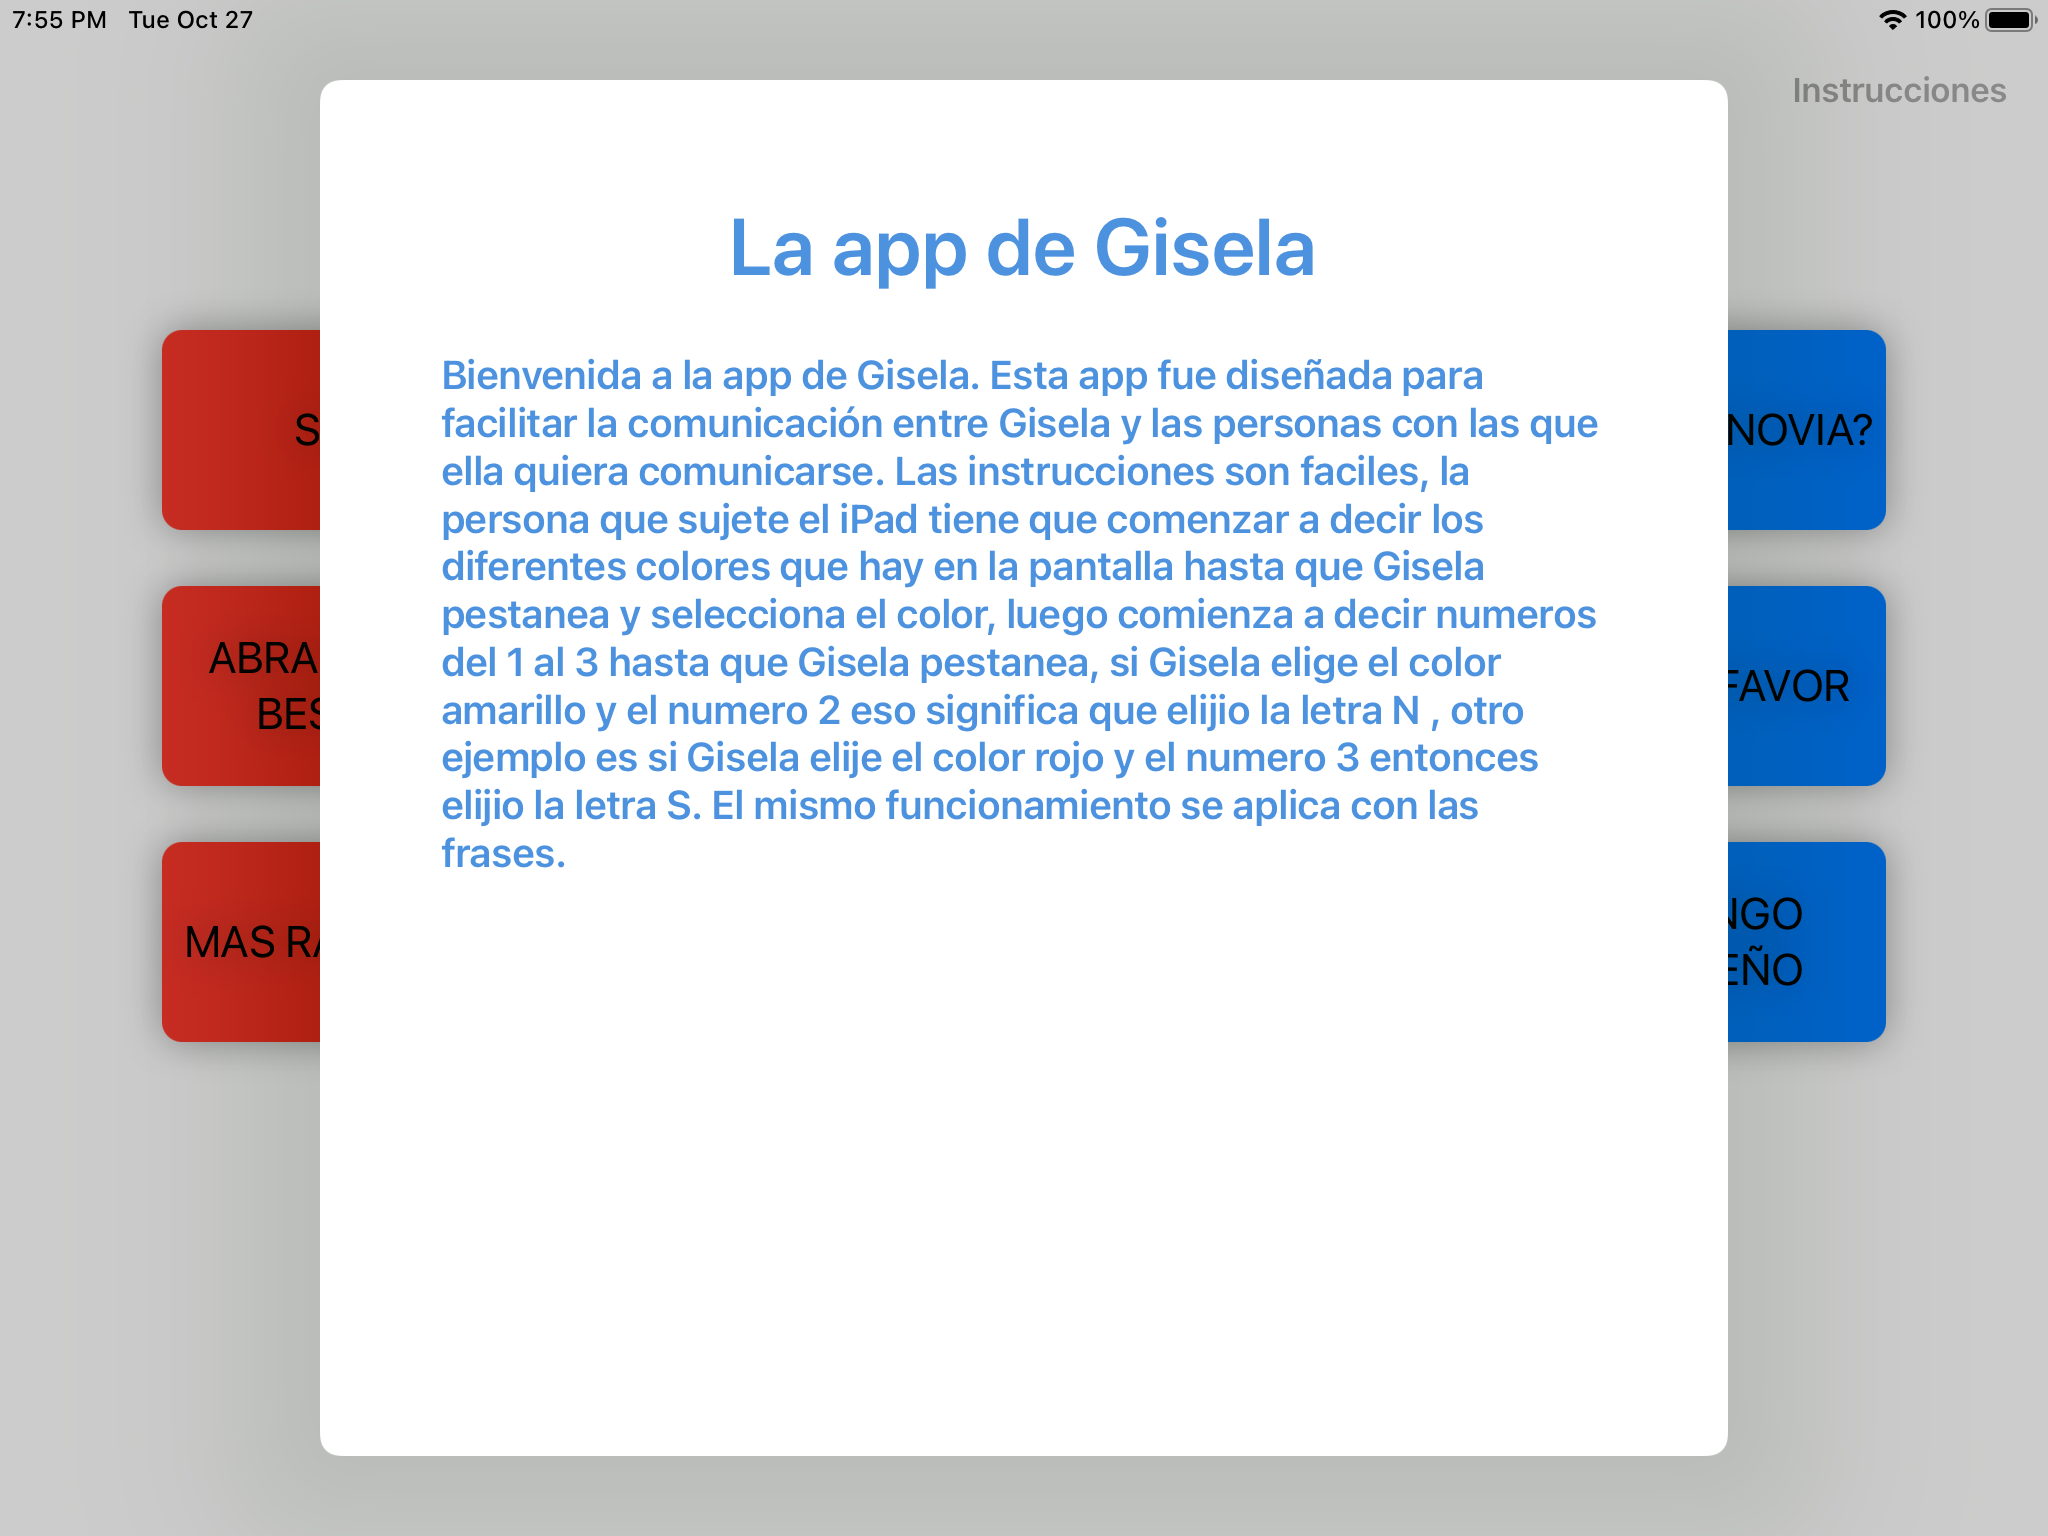 7:55 PM Tue Oct 27
100%
Instrucciones
La app de Gisela
Bienvenida a la app de Gisela. Esta app fue diseñada para
facilitar la comunicación entre Gisela y las personas con las que
ella quiera comunicarse. Las instrucciones son faciles, la
persona que sujete el iPad tiene que comenzar a decir los
diferentes colores que hay en la pantalla hasta que Gisela
pestanea y selecciona el color, luego comienza a decir numeros
del 1 al 3 hasta que Gisela pestanea, si Gisela elige el color
amarillo y el numero 2 eso significa que elijio la letra N , otro
ejemplo es si Gisela elije el color rojo y el numero 3 entonces
elijio la letra S. El mismo funcionamiento se aplica con las
frases.
S
NOVIA?
ABRA
BES
FAVOR
MAS RA
NGO
EÑO